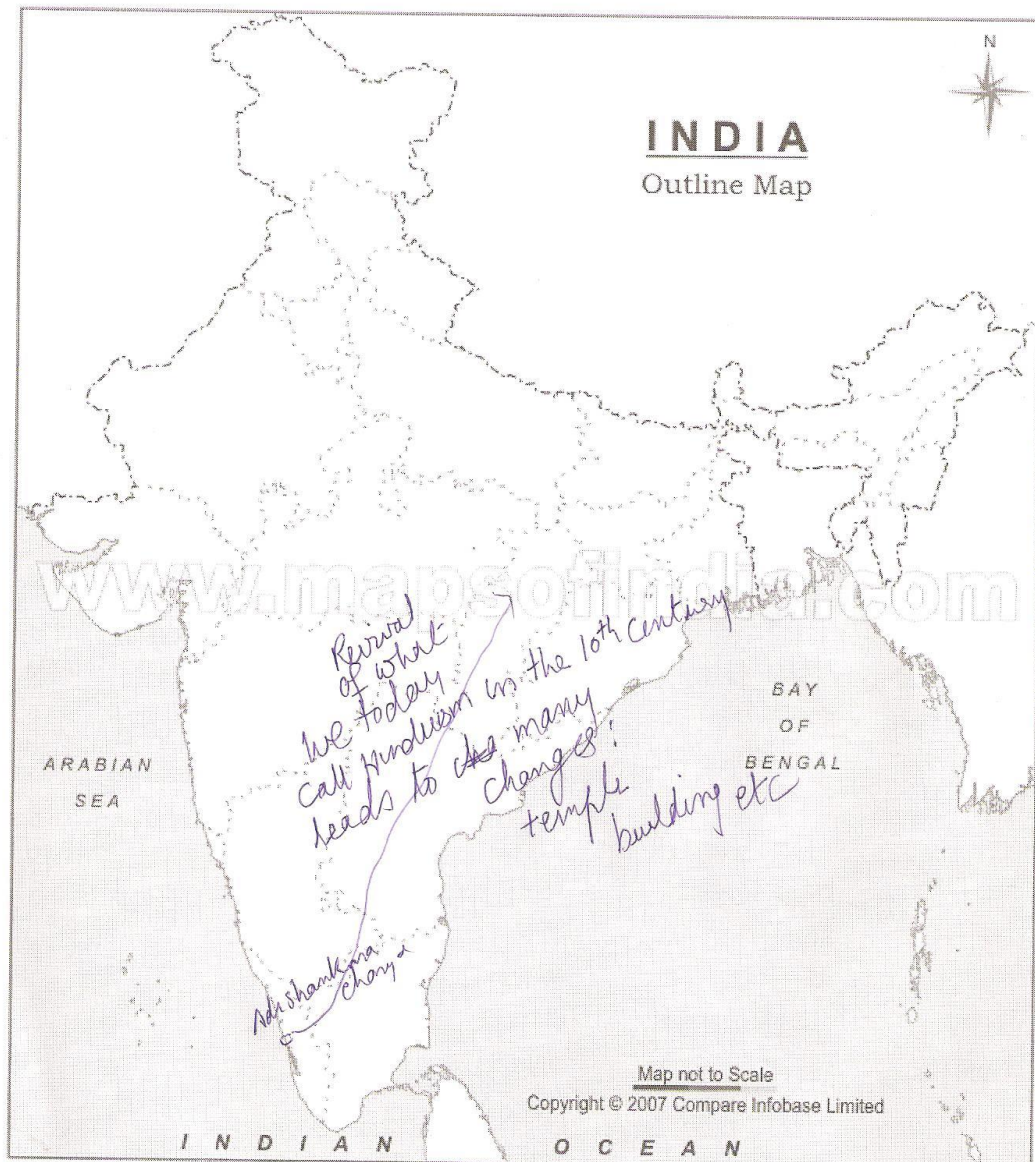 N
INDIA
Outline Map
www.mapsofindia.com
Revival
of what
we today
call Hinduism in the 10th century
leads to many
changes!
temple
building etc
ARABIAN
SEA
BAY
OF
BENGAL
Adishankara
charya
Map not to Scale
Copyright © 2007 Compare Infobase Limited
INDIAN OCEAN